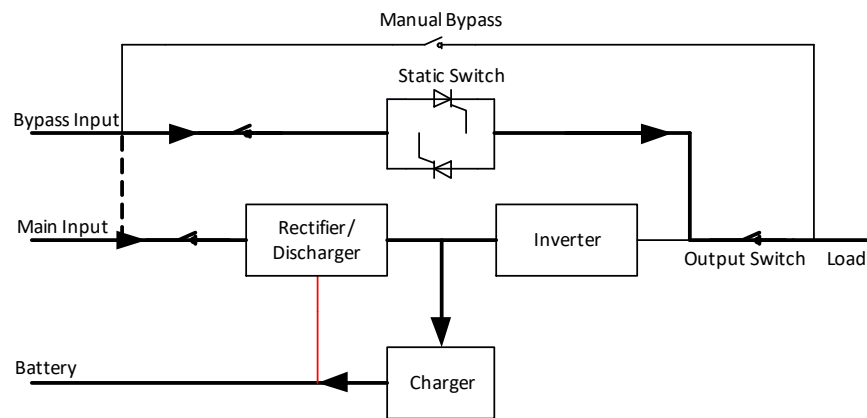 Manual Bypass
Static Switch
Bypass Input
Main Input
Rectifier/
Discharger
Inverter
Output Switch
Load
Battery
Charger